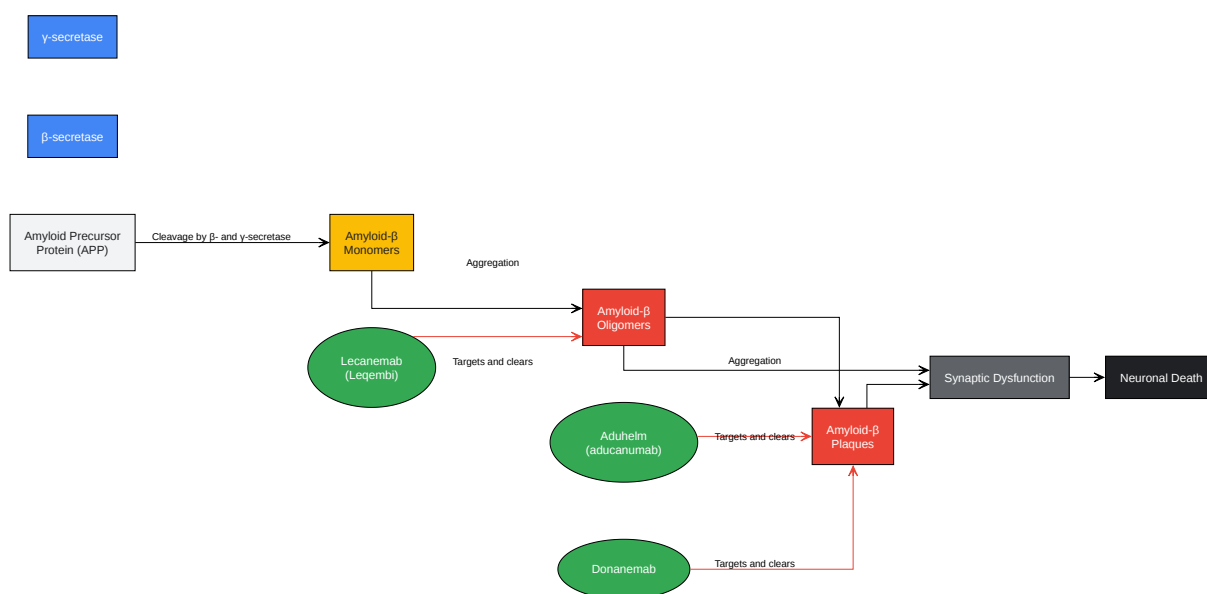 γ-secretase
β-secretase
Amyloid Precursor
Protein (APP)
Cleavage by β- and γ-secretase
Amyloid-β
Monomers
Aggregation
Amyloid-β
Oligomers
Lecanemab
(Leqembi)
Targets and clears
Aggregation
Synaptic Dysfunction
Neuronal Death
Aduhelm
(aducanumab)
Targets and clears
Amyloid-β
Plaques
Donanemab
Targets and clears